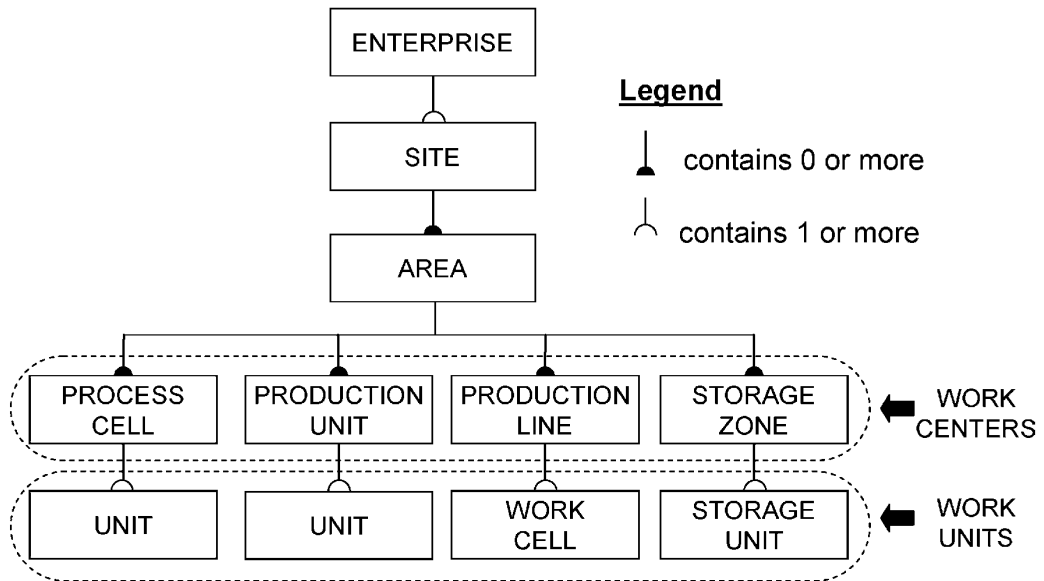 ENTERPRISE
Legend
SITE
contains 0 or more
contains 1 or more
AREA
PROCESS
CELL
PRODUCTION
UNIT
PRODUCTION
LINE
STORAGE
ZONE
WORK
CENTERS
UNIT
UNIT
WORK
CELL
STORAGE
UNIT
WORK
UNITS